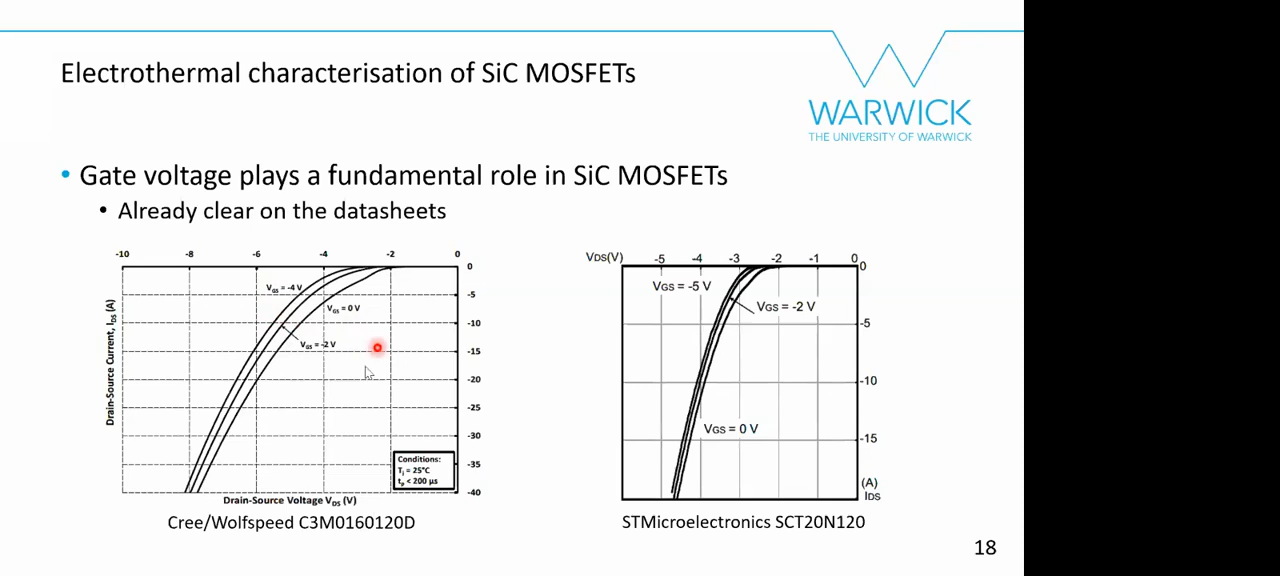 Electrothermal characterisation of SiC MOSFETs
WARWICK
THE UNIVERSITY OF WARWICK
• Gate voltage plays a fundamental role in SiC MOSFETs
• Already clear on the datasheets
-10 -8 -6 -4 -2 0
0
-5
-10
-15
-20
-25
-30
-35
-40
Drain-Source Current, IDS (A)
VGS = -4 V
VGS = 0 V
VGS = -2 V
Conditions:
Tj = 25°C
tp < 200 µs
Drain-Source Voltage VDS (V)
Cree/Wolfspeed C3M0160120D
VDS(V) -5 -4 -3 -2 -1 0
0
-5
-10
-15
VGS = -5 V
VGS = -2 V
VGS = 0 V
(A)
IDS
STMicroelectronics SCT20N120
18